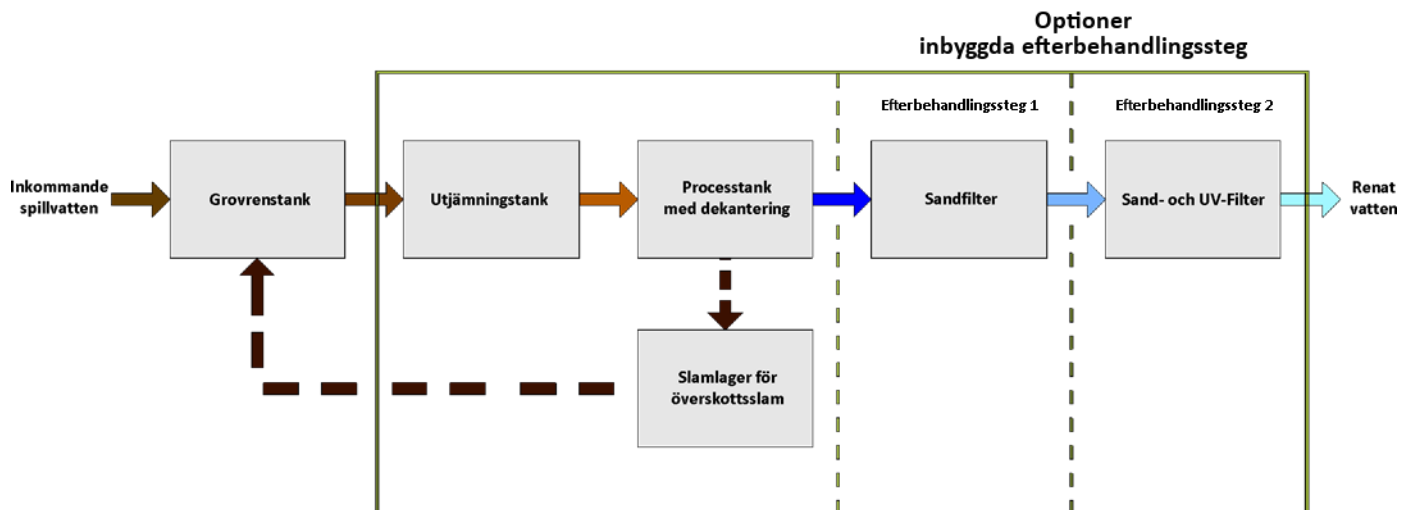 Optioner
inbyggda efterbehandlingssteg
Efterbehandlingssteg 1
Efterbehandlingssteg 2
Inkommande
spillvatten
Grovrenstank
Utjämningstank
Processtank
med dekantering
Sandfilter
Sand- och UV-Filter
Renat
vatten
Slamlager för
överskottsslam